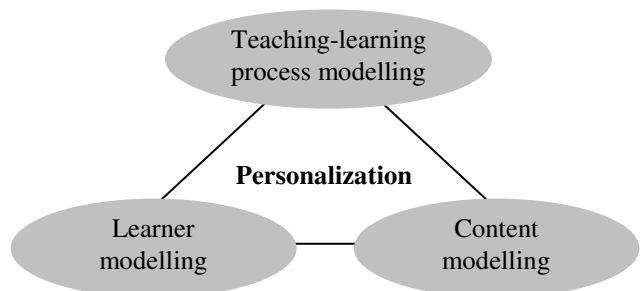 Teaching-learning
process modelling
Personalization
Learner
modelling
Content
modelling